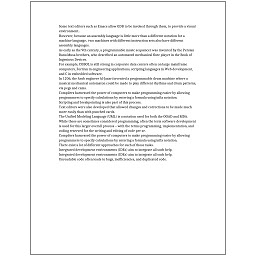 Some text editors such as Emacs allow GDB to be invoked through them, to provide a visual
environment.
However, because an assembly language is little more than a different notation for a
machine language, two machines with different instruction sets also have different
assembly languages.
As early as the 9th century, a programmable music sequencer was invented by the Persian
Banu Musa brothers, who described an automated mechanical flute player in the Book of
Ingenious Devices.
For example, COBOL is still strong in corporate data centers often on large mainframe
computers, Fortran in engineering applications, scripting languages in Web development,
and C in embedded software.
In 1206, the Arab engineer Al-Jazari invented a programmable drum machine where a
musical mechanical automaton could be made to play different rhythms and drum patterns,
via pegs and cams.
Compilers harnessed the power of computers to make programming easier by allowing
programmers to specify calculations by entering a formula using infix notation.
Scripting and breakpointing is also part of this process.
Text editors were also developed that allowed changes and corrections to be made much
more easily than with punched cards.
The Unified Modeling Language (UML) is a notation used for both the OOAD and MDA.
While these are sometimes considered programming, often the term software development
is used for this larger overall process – with the terms programming, implementation, and
coding reserved for the writing and editing of code per se.
Compilers harnessed the power of computers to make programming easier by allowing
programmers to specify calculations by entering a formula using infix notation.
There exist a lot of different approaches for each of those tasks.
Integrated development environments (IDEs) aim to integrate all such help.
Integrated development environments (IDEs) aim to integrate all such help.
Unreadable code often leads to bugs, inefficiencies, and duplicated code.